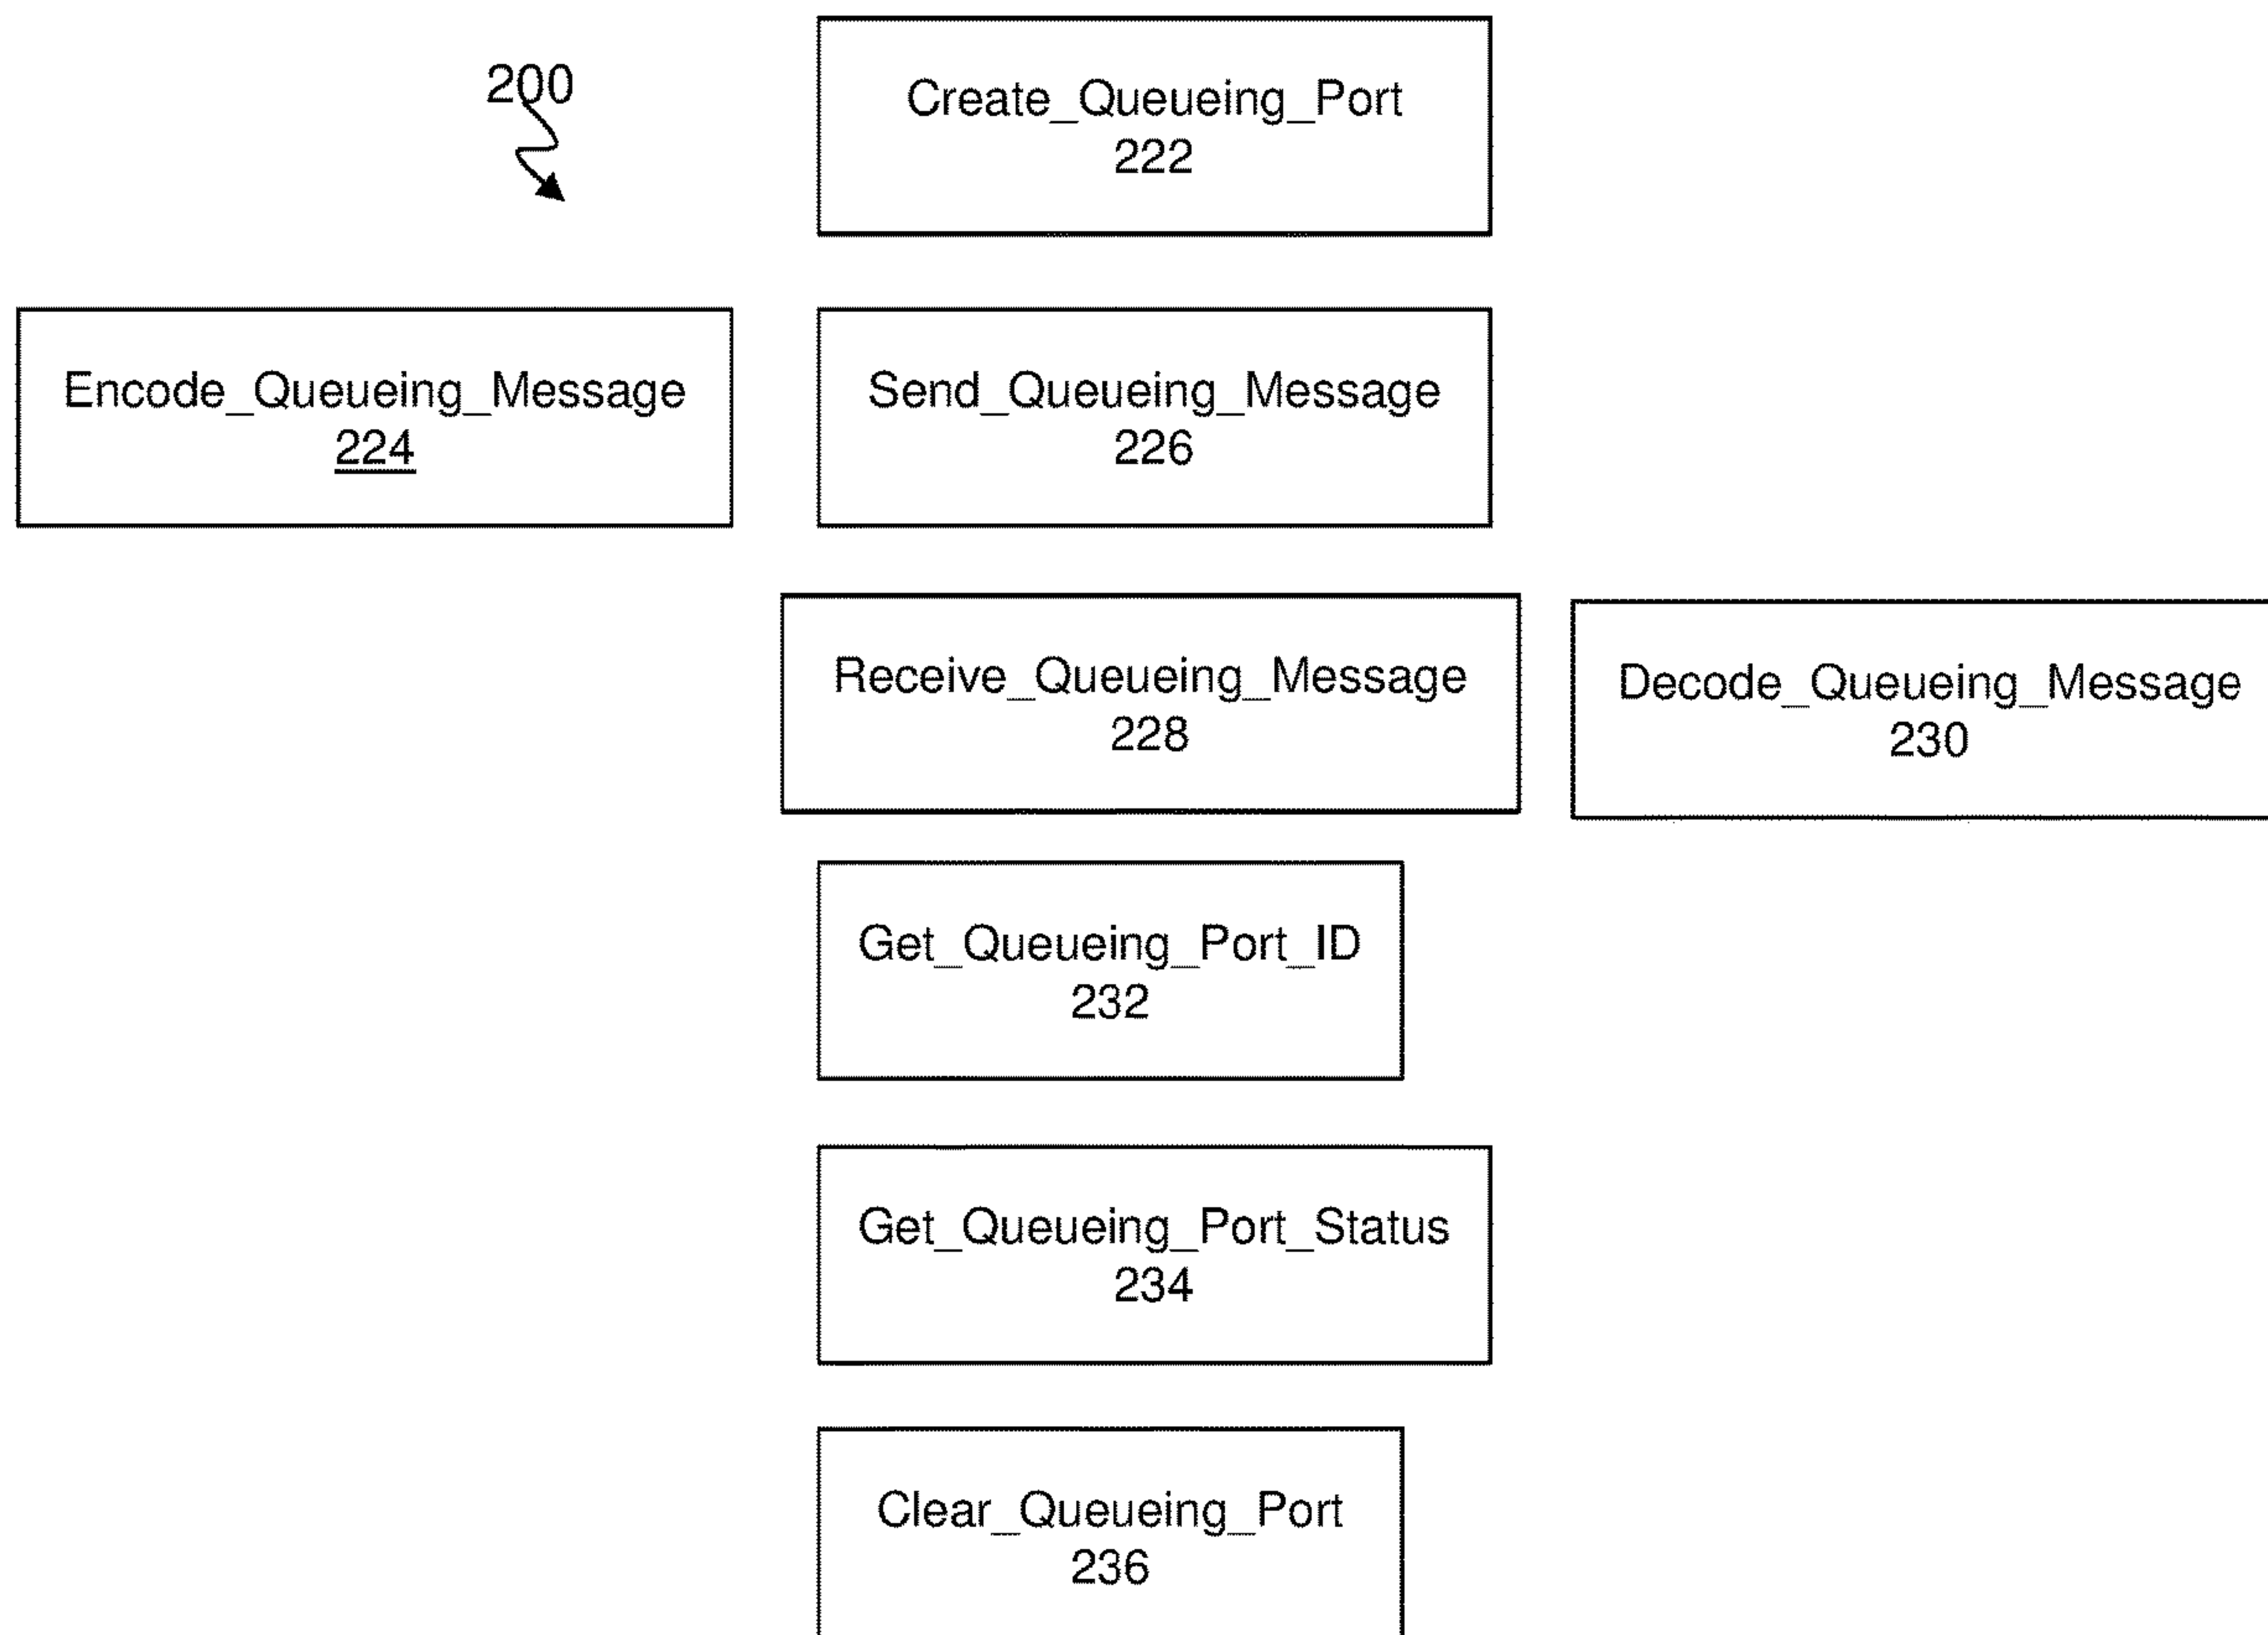 200
Create_Queueing_Port
222
Encode_Queueing_Message
224
Send_Queueing_Message
226
Receive_Queueing_Message
228
Decode_Queueing_Message
230
Get_Queueing_Port_ID
232
Get_Queueing_Port_Status
234
Clear_Queueing_Port
236